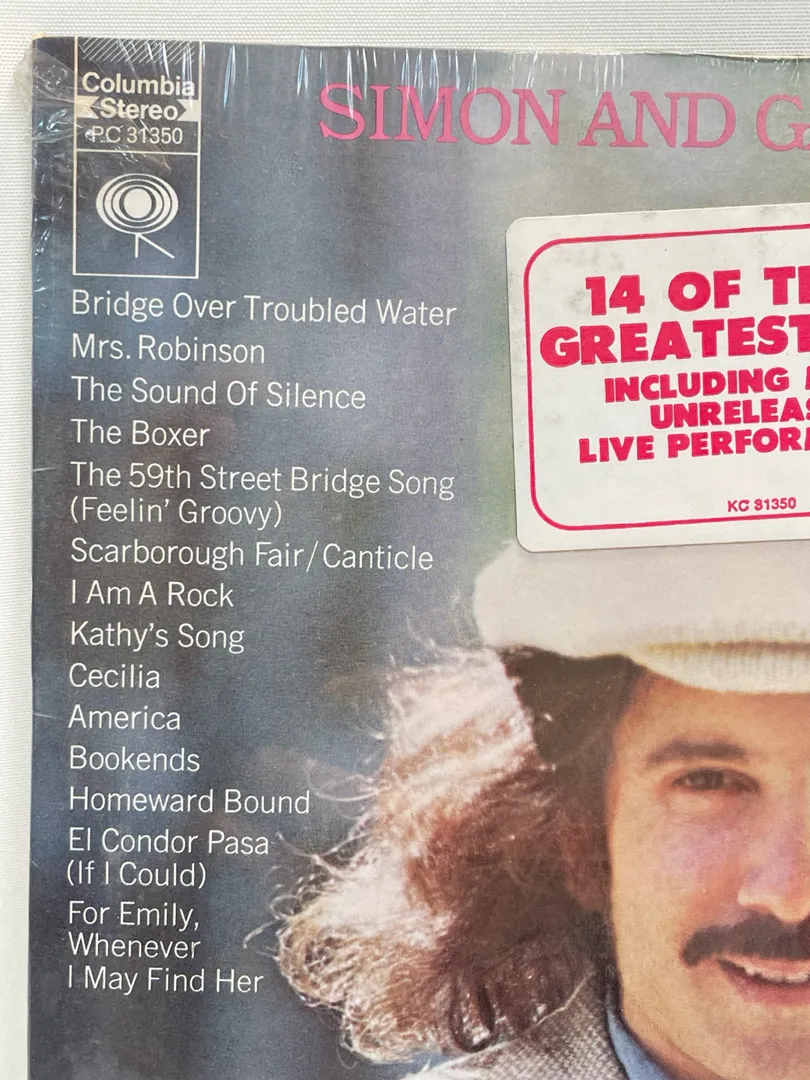 Columbia
Stereo
PC 31350
SIMON AND G
Bridge Over Troubled Water
Mrs. Robinson
The Sound Of Silence
The Boxer
The 59th Street Bridge Song
(Feelin' Groovy)
Scarborough Fair/Canticle
I Am A Rock
Kathy's Song
Cecilia
America
Bookends
Homeward Bound
El Condor Pasa
(If I Could)
For Emily,
Whenever
I May Find Her
14 OF T
GREATEST
INCLUDING
UNRELEAS
LIVE PERFOR
KC 31350